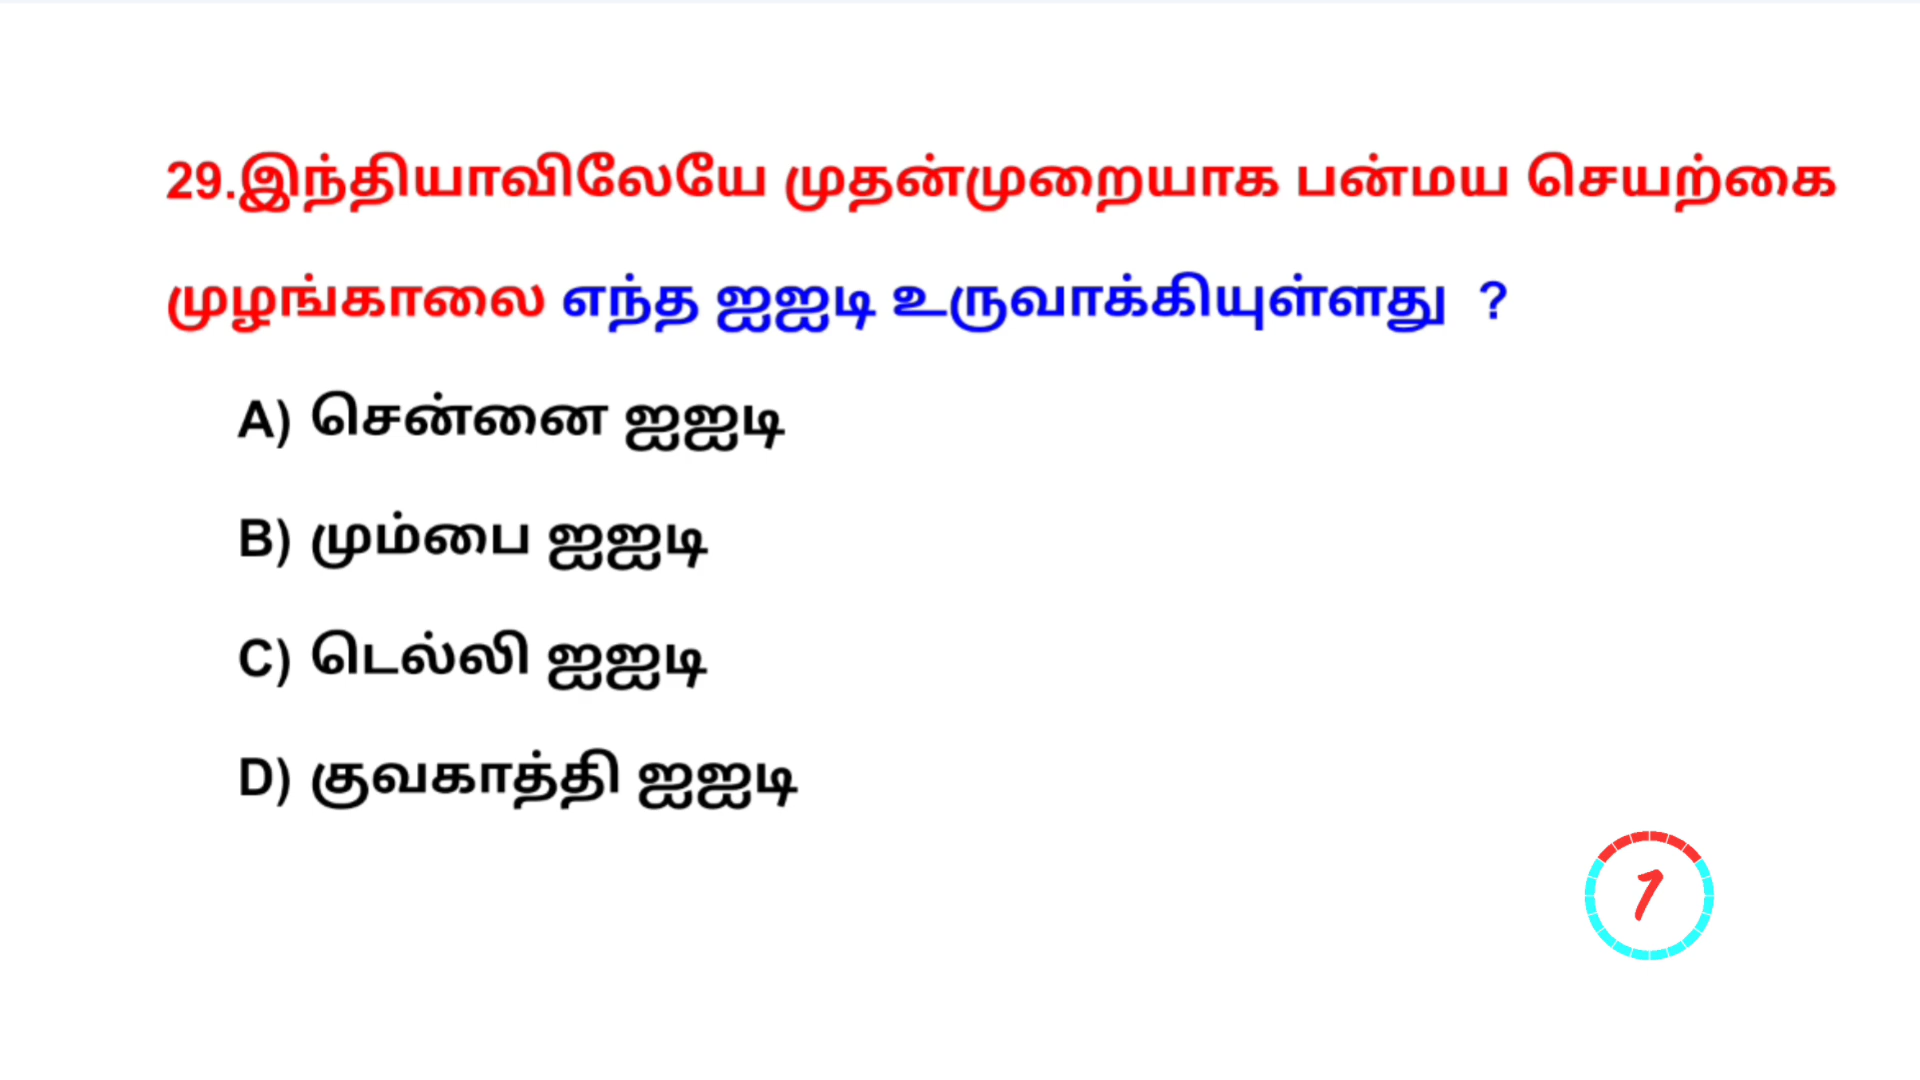 29.இந்தியாவிலேயே முதன்முறையாக பன்மய செயற்கை
முழங்காலை எந்த ஐஐடி உருவாக்கியுள்ளது ?
A) சென்னை ஐஐடி
B) மும்பை ஐஐடி
C) டெல்லி ஐஐடி
D) குவகாத்தி ஐஐடி
1